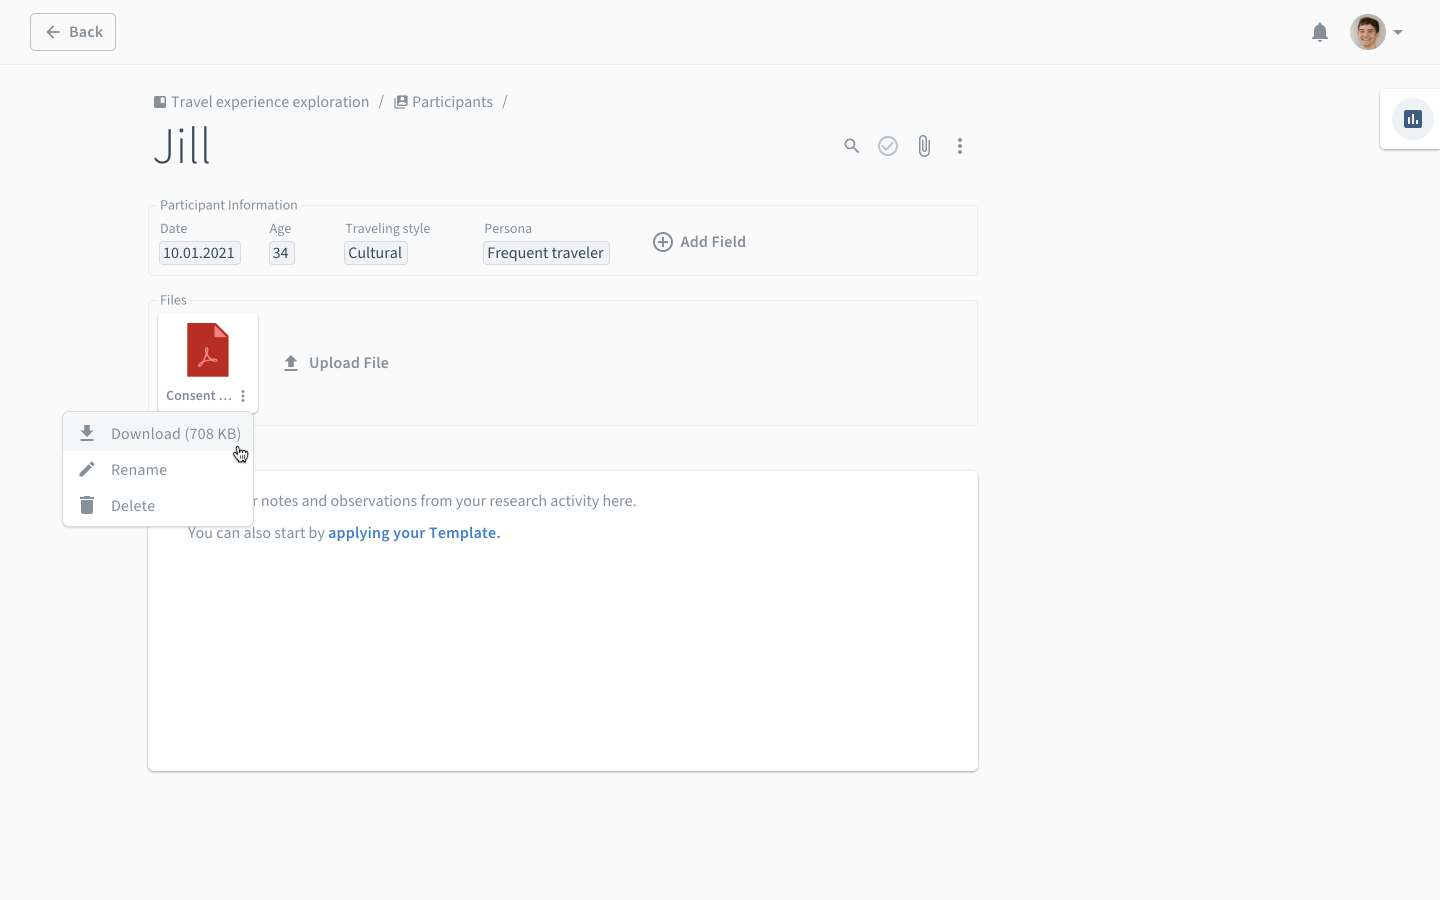 Back
Travel experience exploration / Participants /
Jill
Participant Information
Date
Age
Traveling style
Persona
10.01.2021
34
Cultural
Frequent traveler
Add Field
Files
Upload File
Consent ...
Download (708 KB)
Rename
Delete
notes and observations from your research activity here.
You can also start by applying your Template.